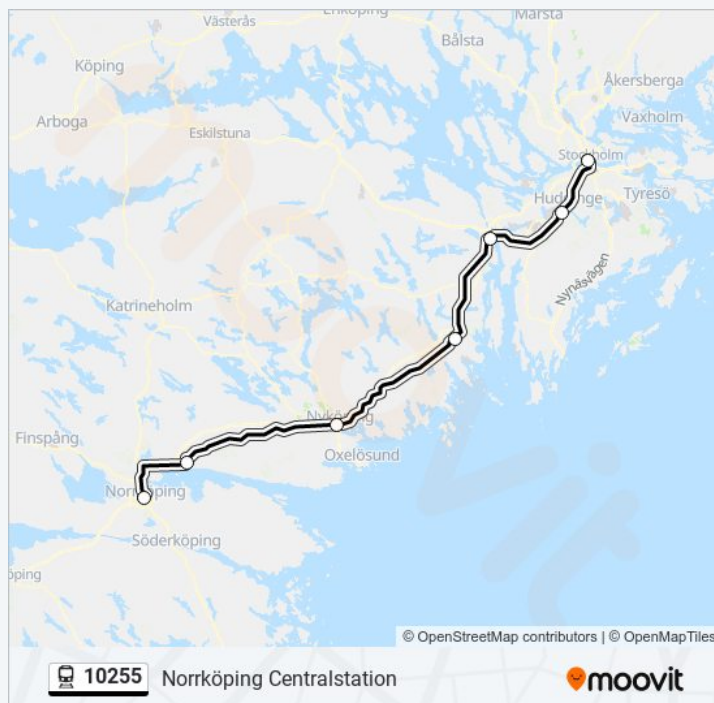 Märsta
Enköping
Västerås
Bålsta
Köping
Åkersberga
Arboga
Vaxholm
Eskilstuna
Stockholm
Huddinge
Tyresö
Nynäsvägen
Katrineholm
Nyköping
Finspång
Oxelösund
Norrköping
Söderköping
öping
© OpenStreetMap contributors | © OpenMapTiles
10255 Norrköping Centralstation
moovit